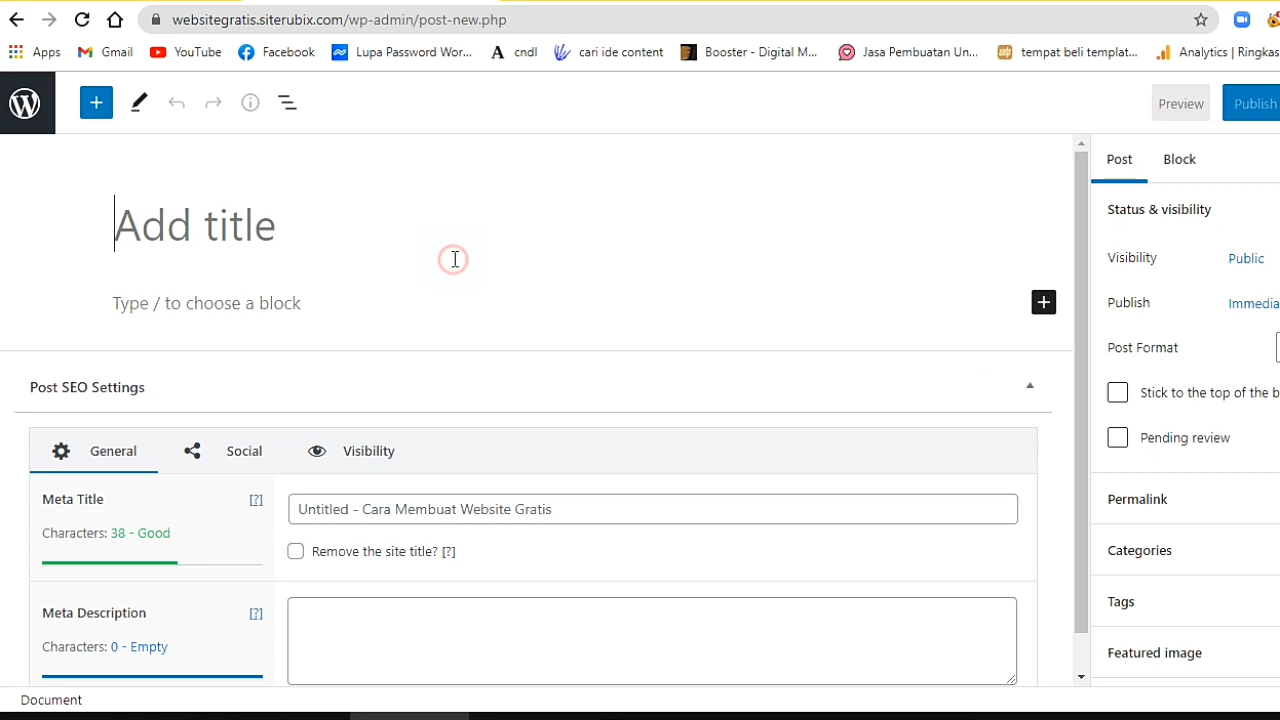 websitegratis.siterubix.com/wp-admin/post-new.php
Apps Gmail YouTube Facebook Lupa Password Wor... cndl cari ide content Booster - Digital M... Jasa Pembuatan Un... tempat beli templat... Analytics | Ringkas
Preview Publish
Post Block
Add title
Status & visibility
Visibility Public
Type / to choose a block
Publish Immedia
Post Format
Post SEO Settings
Stick to the top of the b
Pending review
General Social Visibility
Meta Title [?]
Untitled - Cara Membuat Website Gratis
Permalink
Characters: 38 - Good
Remove the site title? [?]
Categories
Tags
Meta Description [?]
Characters: 0 - Empty
Featured image
Document